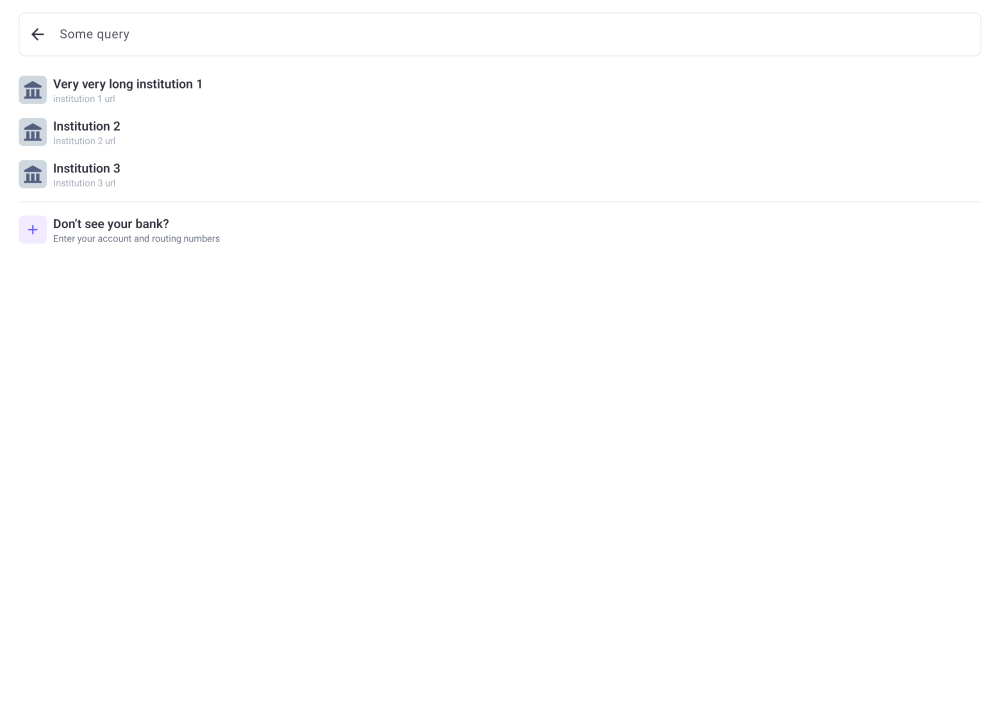 Some query
Very very long institution 1
institution 1 url
Institution 2
Institution 2 url
Institution 3
Institution 3 url
Don’t see your bank?
Enter your account and routing numbers